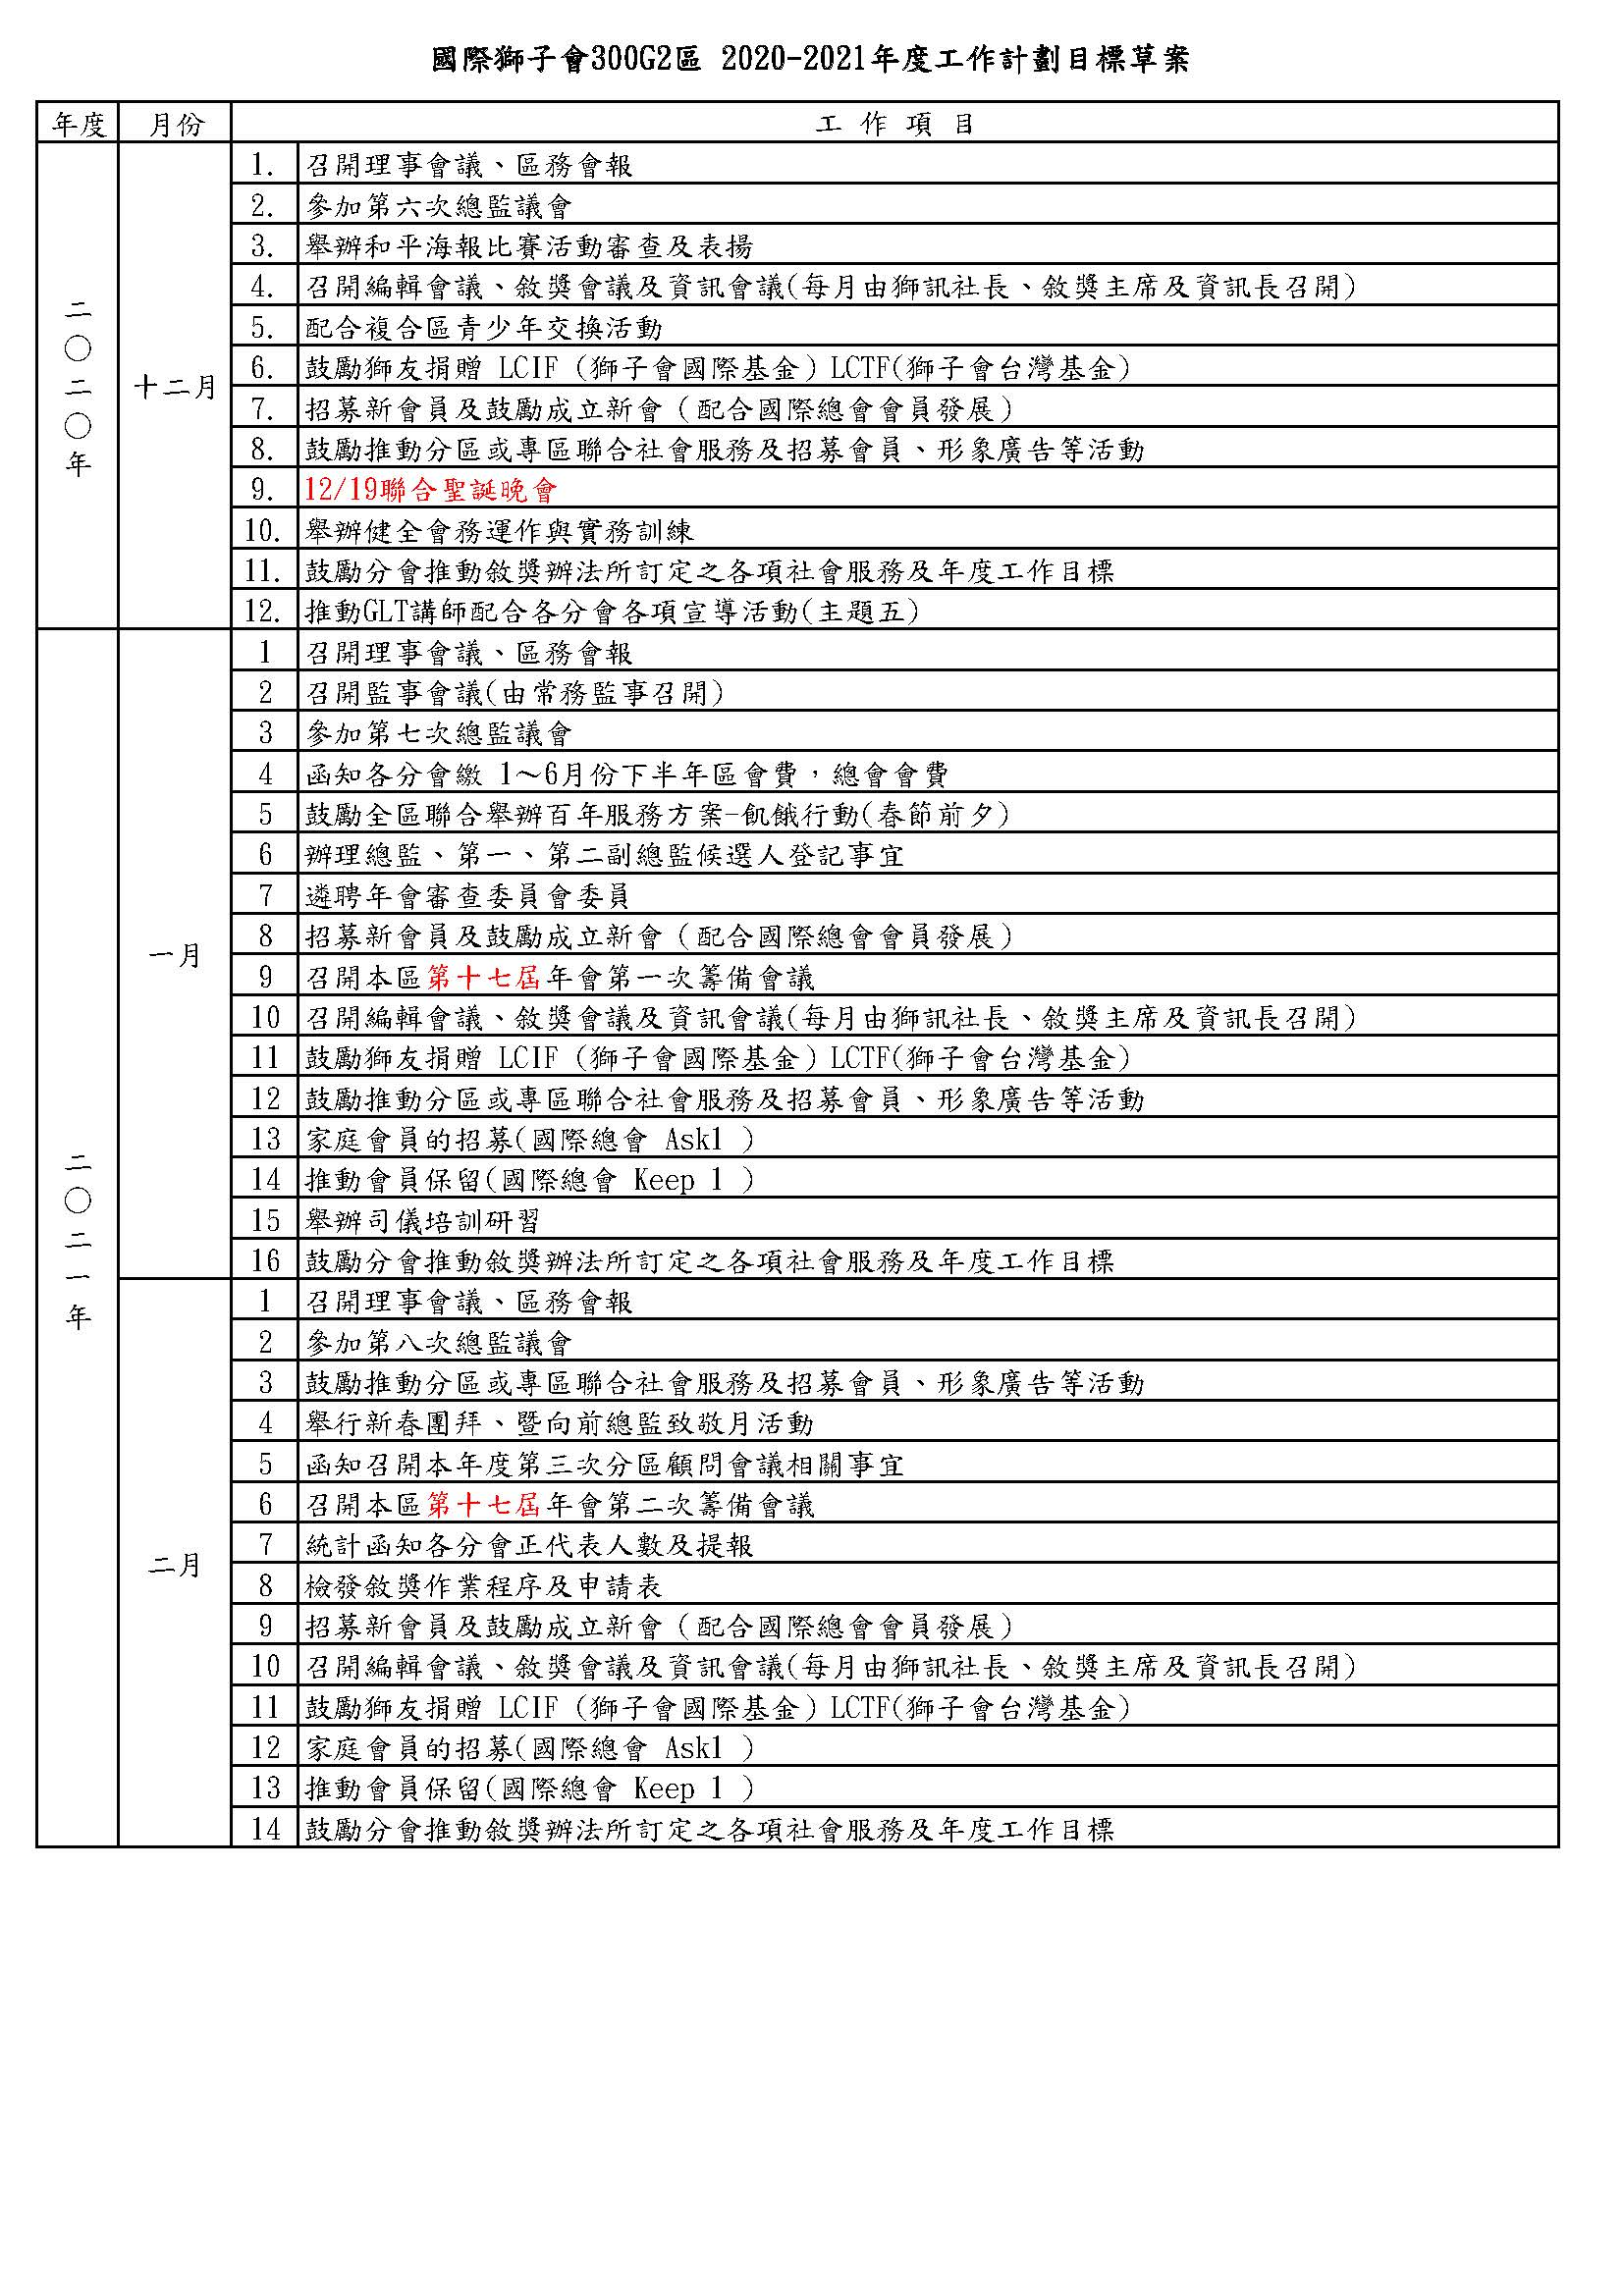 國際獅子會300G2區 2020-2021年度工作計劃目標草案
年度 月份 工 作 項 目
二〇二〇年
十二月
1. 召開理事會議、區務會報
2. 參加第六次總監議會
3. 舉辦和平海報比賽活動審查及表揚
4. 召開編輯會議、敘獎會議及資訊會議(每月由獅訊社長、敘獎主席及資訊長召開)
5. 配合複合區青少年交換活動
6. 鼓勵獅友捐贈 LCIF (獅子會國際基金) LCTF(獅子會台灣基金)
7. 招募新會員及鼓勵成立新會 (配合國際總會會員發展)
8. 鼓勵推動分區或專區聯合社會服務及招募會員、形象廣告等活動
9. 12/19聯合聖誕晚會
10. 舉辦健全會務運作與實務訓練
11. 鼓勵分會推動敘獎辦法所訂定之各項社會服務及年度工作目標
12. 推動GLT講師配合各分會各項宣導活動(主題五)
二〇二一年
一月
1 召開理事會議、區務會報
2 召開監事會議(由常務監事召開)
3 參加第七次總監議會
4 函知各分會繳 1～6月份下半年區會費，總會會費
5 鼓勵全區聯合舉辦百年服務方案-飢餓行動(春節前夕)
6 辦理總監、第一、第二副總監候選人登記事宜
7 遴聘年會審查委員會委員
8 招募新會員及鼓勵成立新會 (配合國際總會會員發展)
9 召開本區第十七屆年會第一次籌備會議
10 召開編輯會議、敘獎會議及資訊會議(每月由獅訊社長、敘獎主席及資訊長召開)
11 鼓勵獅友捐贈 LCIF (獅子會國際基金) LCTF(獅子會台灣基金)
12 鼓勵推動分區或專區聯合社會服務及招募會員、形象廣告等活動
13 家庭會員的招募(國際總會 Ask1 )
14 推動會員保留(國際總會 Keep 1 )
15 舉辦司儀培訓研習
16 鼓勵分會推動敘獎辦法所訂定之各項社會服務及年度工作目標
二月
1 召開理事會議、區務會報
2 參加第八次總監議會
3 鼓勵推動分區或專區聯合社會服務及招募會員、形象廣告等活動
4 舉行新春團拜、暨向前總監致敬月活動
5 函知召開本年度第三次分區顧問會議相關事宜
6 召開本區第十七屆年會第二次籌備會議
7 統計函知各分會正代表人數及提報
8 檢發敘獎作業程序及申請表
9 招募新會員及鼓勵成立新會 (配合國際總會會員發展)
10 召開編輯會議、敘獎會議及資訊會議(每月由獅訊社長、敘獎主席及資訊長召開)
11 鼓勵獅友捐贈 LCIF (獅子會國際基金) LCTF(獅子會台灣基金)
12 家庭會員的招募(國際總會 Ask1 )
13 推動會員保留(國際總會 Keep 1 )
14 鼓勵分會推動敘獎辦法所訂定之各項社會服務及年度工作目標